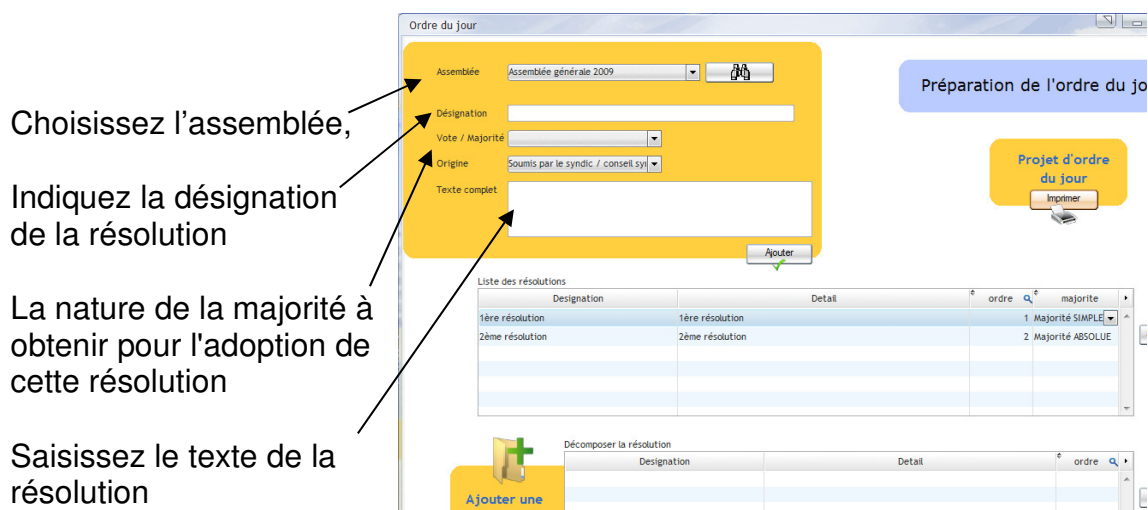 Choisissez l’assemblée,
Indiquez la désignation
de la résolution
La nature de la majorité à
obtenir pour l'adoption de
cette résolution
Saisissez le texte de la
résolution
Ordre du jour
Assemblée Assemblée générale 2009
Désignation
Vote / Majorité
Origine Soumis par le syndic / conseil sy
Texte complet
Ajouter
Préparation de l'ordre du jo
Projet d'ordre
du jour
Imprimer
Liste des résolutions
Designation Detail ordre majorite
1ère résolution 1ère résolution 1 Majorité SIMPLE
2ème résolution 2ème résolution 2 Majorité ABSOLUE
Décomposer la résolution
Designation Detail ordre
Ajouter une